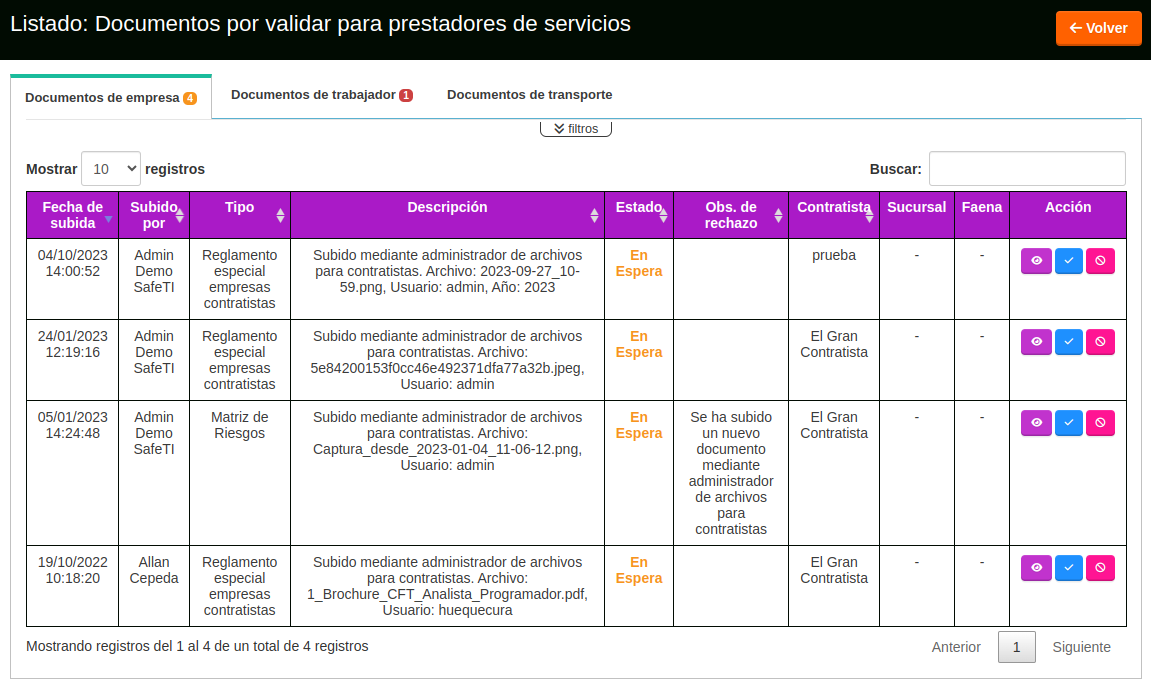 Listado: Documentos por validar para prestadores de servicios
Volver
Documentos de empresa 4
Documentos de trabajador 1
Documentos de transporte
filtros
Mostrar 10 registros
Buscar:
Fecha de subida
Subido por
Tipo
Descripción
Estado
Obs. de rechazo
Contratista
Sucursal
Faena
Acción
04/10/2023
14:00:52
Admin
Demo
SafeTI
Reglamento
especial
empresas
contratistas
Subido mediante administrador de archivos
para contratistas. Archivo: 2023-09-27_10-
59.png, Usuario: admin, Año: 2023
En
Espera
prueba
-
-
24/01/2023
12:19:16
Admin
Demo
SafeTI
Reglamento
especial
empresas
contratistas
Subido mediante administrador de archivos
para contratistas. Archivo:
5e84200153f0cc46e492371dfa77a32b.jpeg,
Usuario: admin
En
Espera
El Gran
Contratista
-
-
05/01/2023
14:24:48
Admin
Demo
SafeTI
Matriz de
Riesgos
Subido mediante administrador de archivos
para contratistas. Archivo:
Captura_desde_2023-01-04_11-06-12.png,
Usuario: admin
En
Espera
Se ha subido
un nuevo
documento
mediante
administrador
de archivos
para
contratistas
El Gran
Contratista
-
-
19/10/2022
10:18:20
Allan
Cepeda
Reglamento
especial
empresas
contratistas
Subido mediante administrador de archivos
para contratistas. Archivo:
1_Brochure_CFT_Analista_Programador.pdf,
Usuario: huequecura
En
Espera
El Gran
Contratista
-
-
Mostrando registros del 1 al 4 de un total de 4 registros
Anterior 1 Siguiente